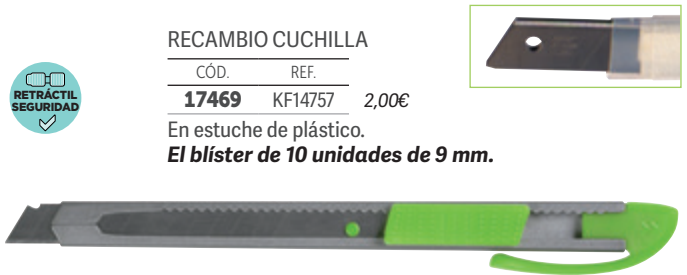 RECAMBIO CUCHILLA
CÓD. REF.
17469 KF14757 2,00€
En estuche de plástico.
El blíster de 10 unidades de 9 mm.
RETRÁCTIL
SEGURIDAD